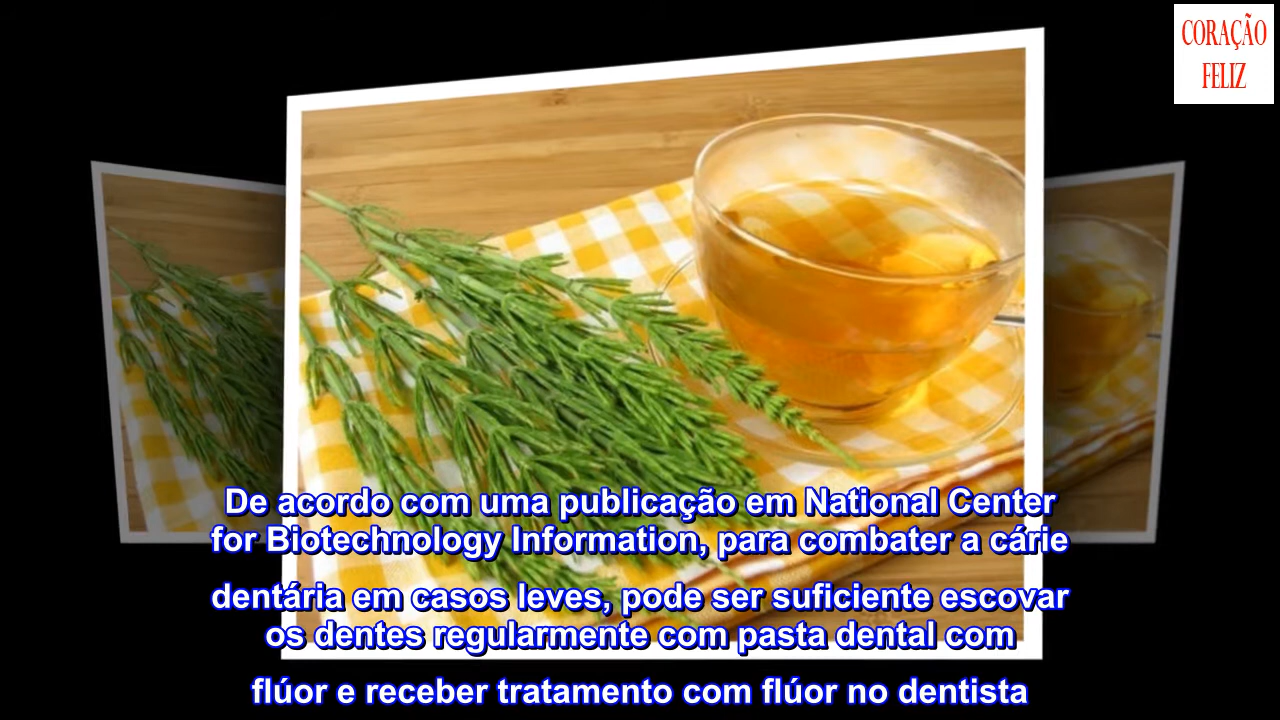 CORAÇÃO
FELIZ
De acordo com uma publicação em National Center
for Biotechnology Information, para combater a cárie
dentária em casos leves, pode ser suficiente escovar
os dentes regularmente com pasta dental com
flúor e receber tratamento com flúor no dentista